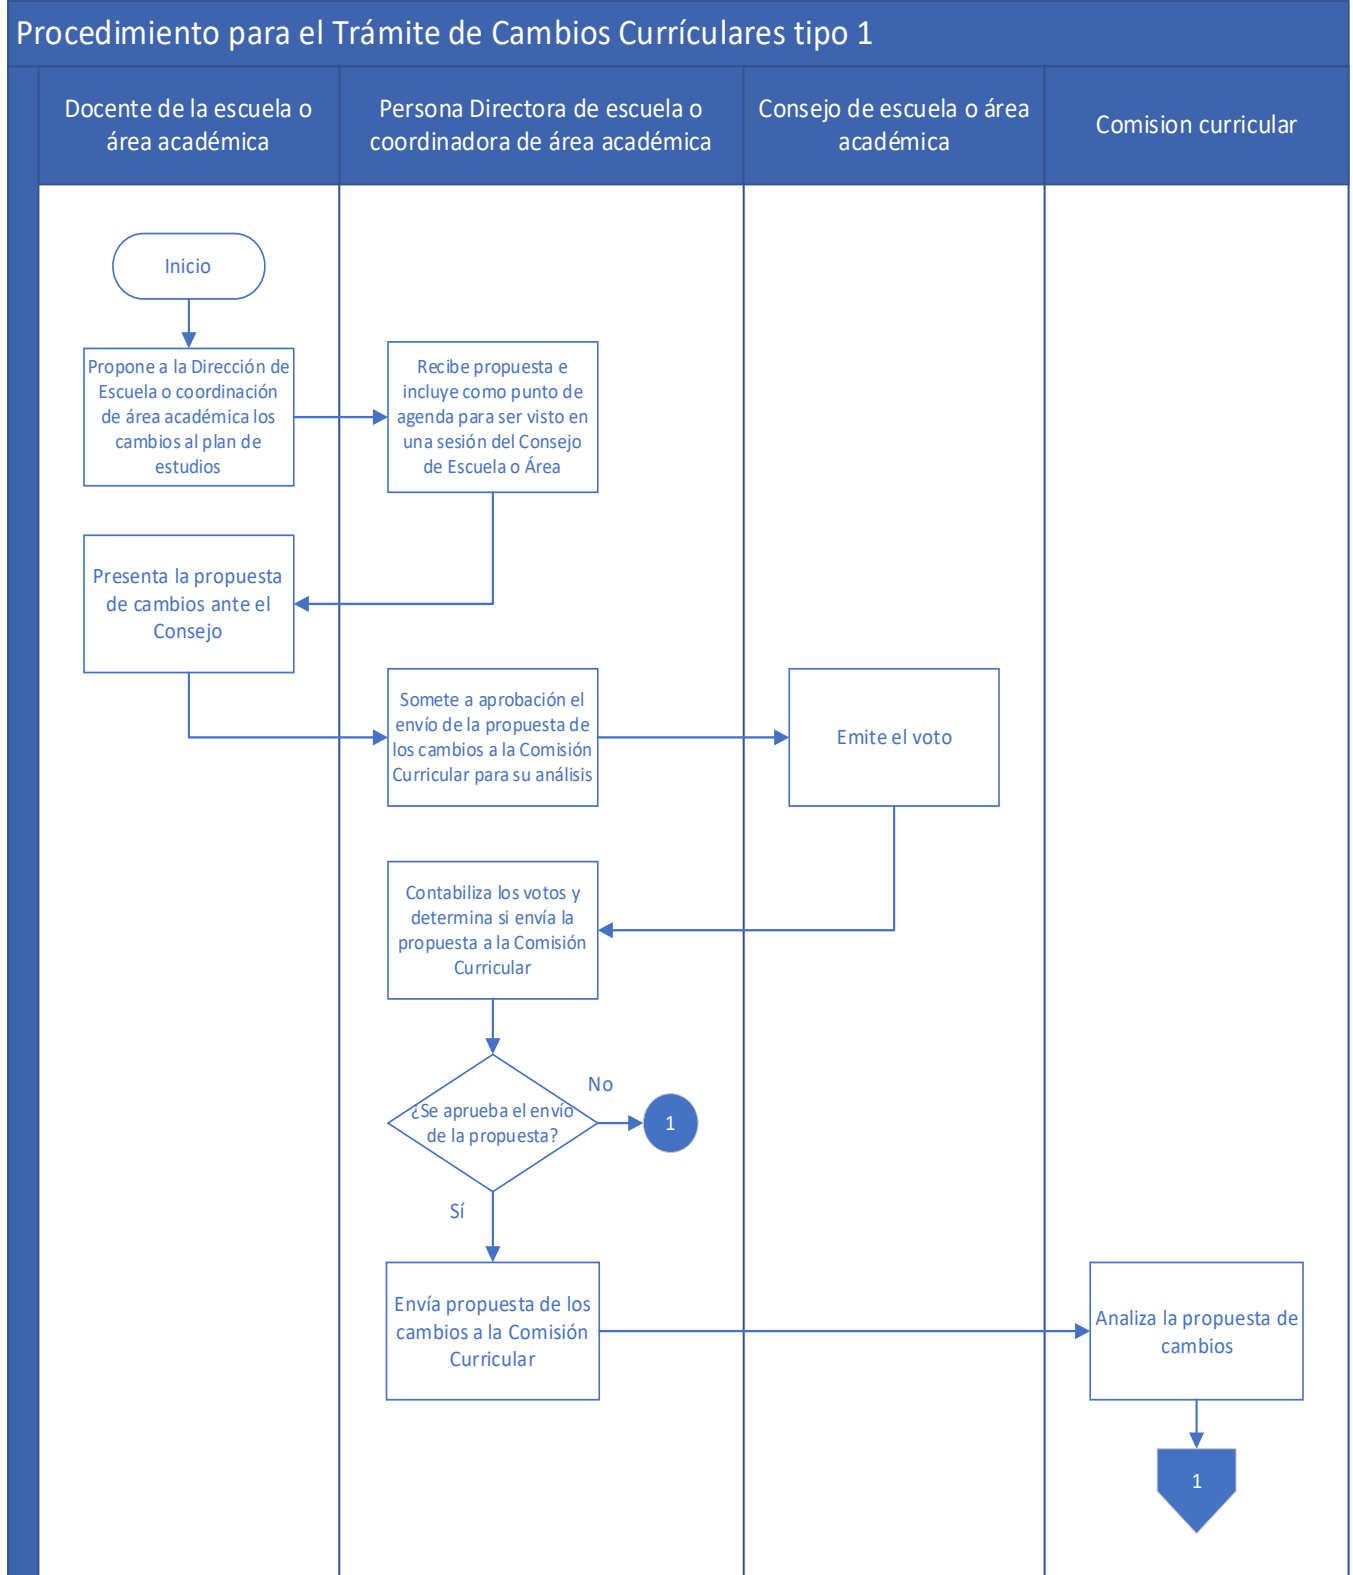 Procedimiento para el Trámite de Cambios Currículares tipo 1
Docente de la escuela o
área académica
Persona Directora de escuela o
coordinadora de área académica
Consejo de escuela o área
académica
Comision curricular
Inicio
Propone a la Dirección de
Escuela o coordinación
de área académica los
cambios al plan de
estudios
Recibe propuesta e
incluye como punto de
agenda para ser visto en
una sesión del Consejo
de Escuela o Área
Presenta la propuesta
de cambios ante el
Consejo
Somete a aprobación el
envío de la propuesta de
los cambios a la Comisión
Curricular para su análisis
Emite el voto
Contabiliza los votos y
determina si envía la
propuesta a la Comisión
Curricular
¿Se aprueba el envío
de la propuesta?
No
1
Sí
Envía propuesta de los
cambios a la Comisión
Curricular
Analiza la propuesta de
cambios
1